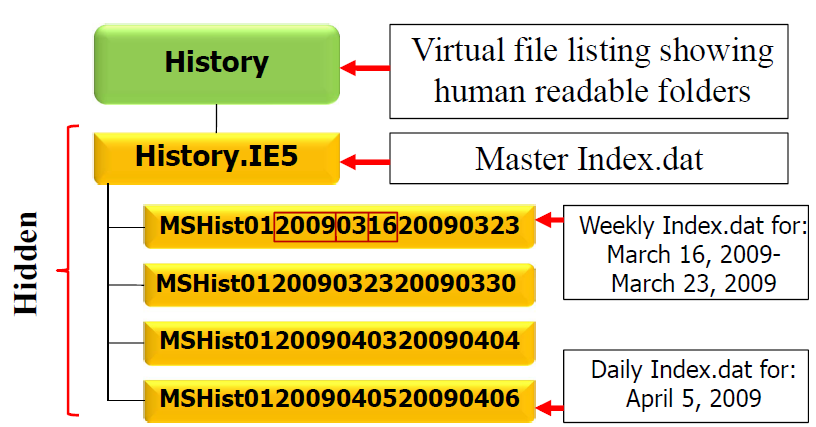 History
Virtual file listing showing
human readable folders
Hidden
History.IE5
Master Index.dat
MSHist012009031620090323
Weekly Index.dat for:
March 16, 2009-
March 23, 2009
MSHist012009032320090330
MSHist012009040320090404
MSHist012009040520090406
Daily Index.dat for:
April 5, 2009